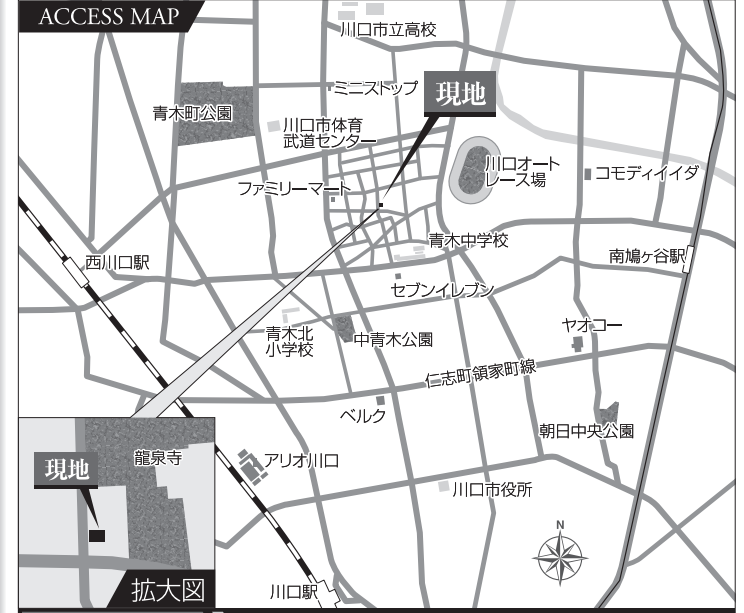 ACCESS MAP
川口市立高校
ミニストップ
現地
青木町公園
川口市体育
武道センター
川口オート
レース場
コモディイイダ
ファミリーマート
青木中学校
南鳩ヶ谷駅
西川口駅
セブンイレブン
青木北
小学校
中青木公園
ヤオコー
仁志町領家町線
ベルク
朝日中央公園
龍泉寺
現地
アリオ川口
川口市役所
N
拡大図
川口駅